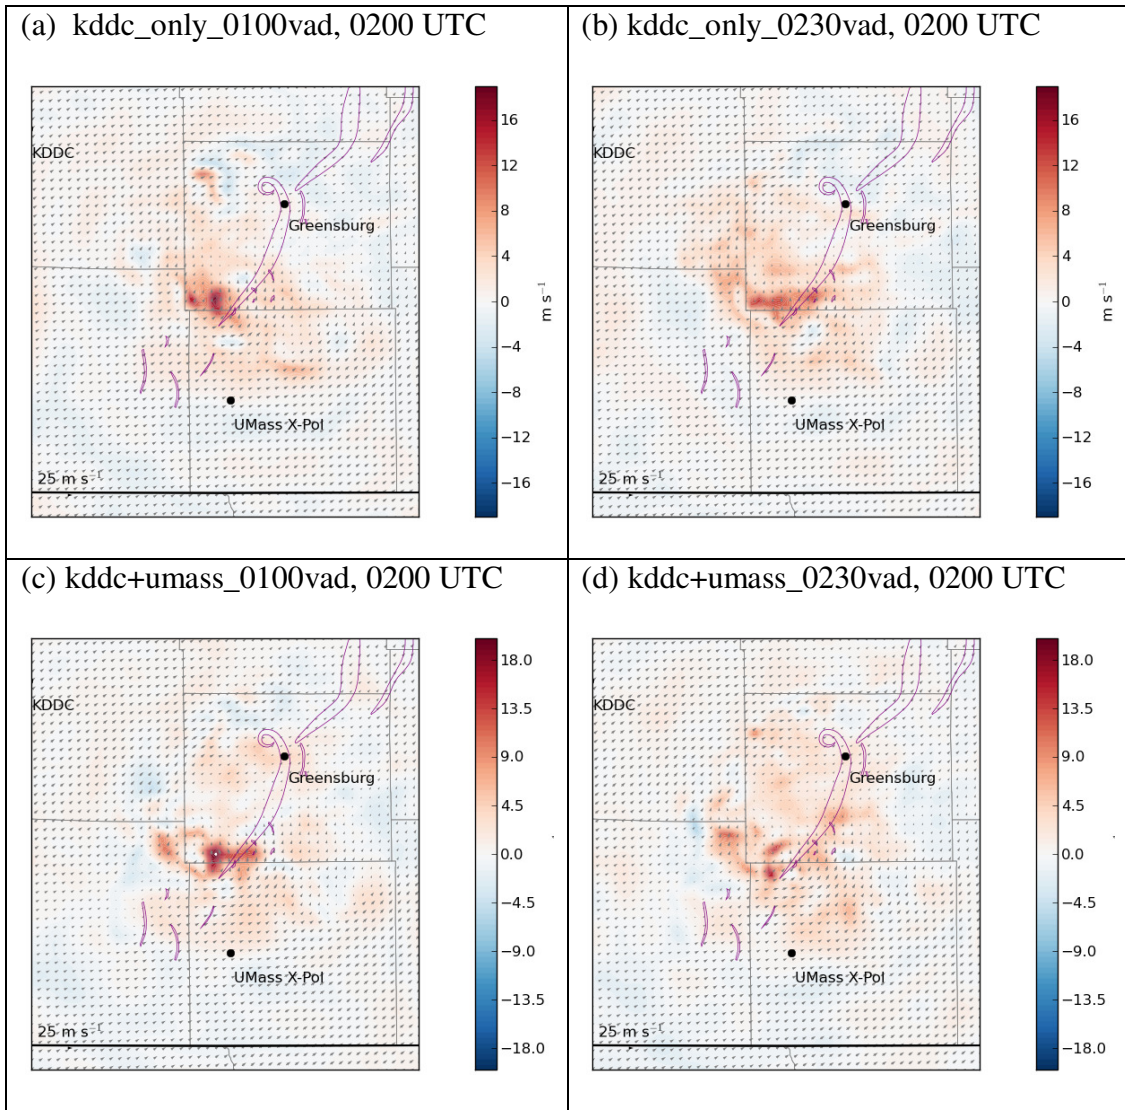 (a) kddc_only_0100vad, 0200 UTC
KDDC
Greensburg
UMass X-Pol
25 m s⁻¹
16
12
8
4
0
−4
−8
−12
−16
m s⁻¹
(b) kddc_only_0230vad, 0200 UTC
KDDC
Greensburg
UMass X-Pol
25 m s⁻¹
16
12
8
4
0
−4
−8
−12
−16
m s⁻¹
(c) kddc+umass_0100vad, 0200 UTC
KDDC
Greensburg
UMass X-Pol
25 m s⁻¹
18.0
13.5
9.0
4.5
0.0
−4.5
−9.0
−13.5
−18.0
(d) kddc+umass_0230vad, 0200 UTC
KDDC
Greensburg
UMass X-Pol
25 m s⁻¹
18.0
13.5
9.0
4.5
0.0
−4.5
−9.0
−13.5
−18.0